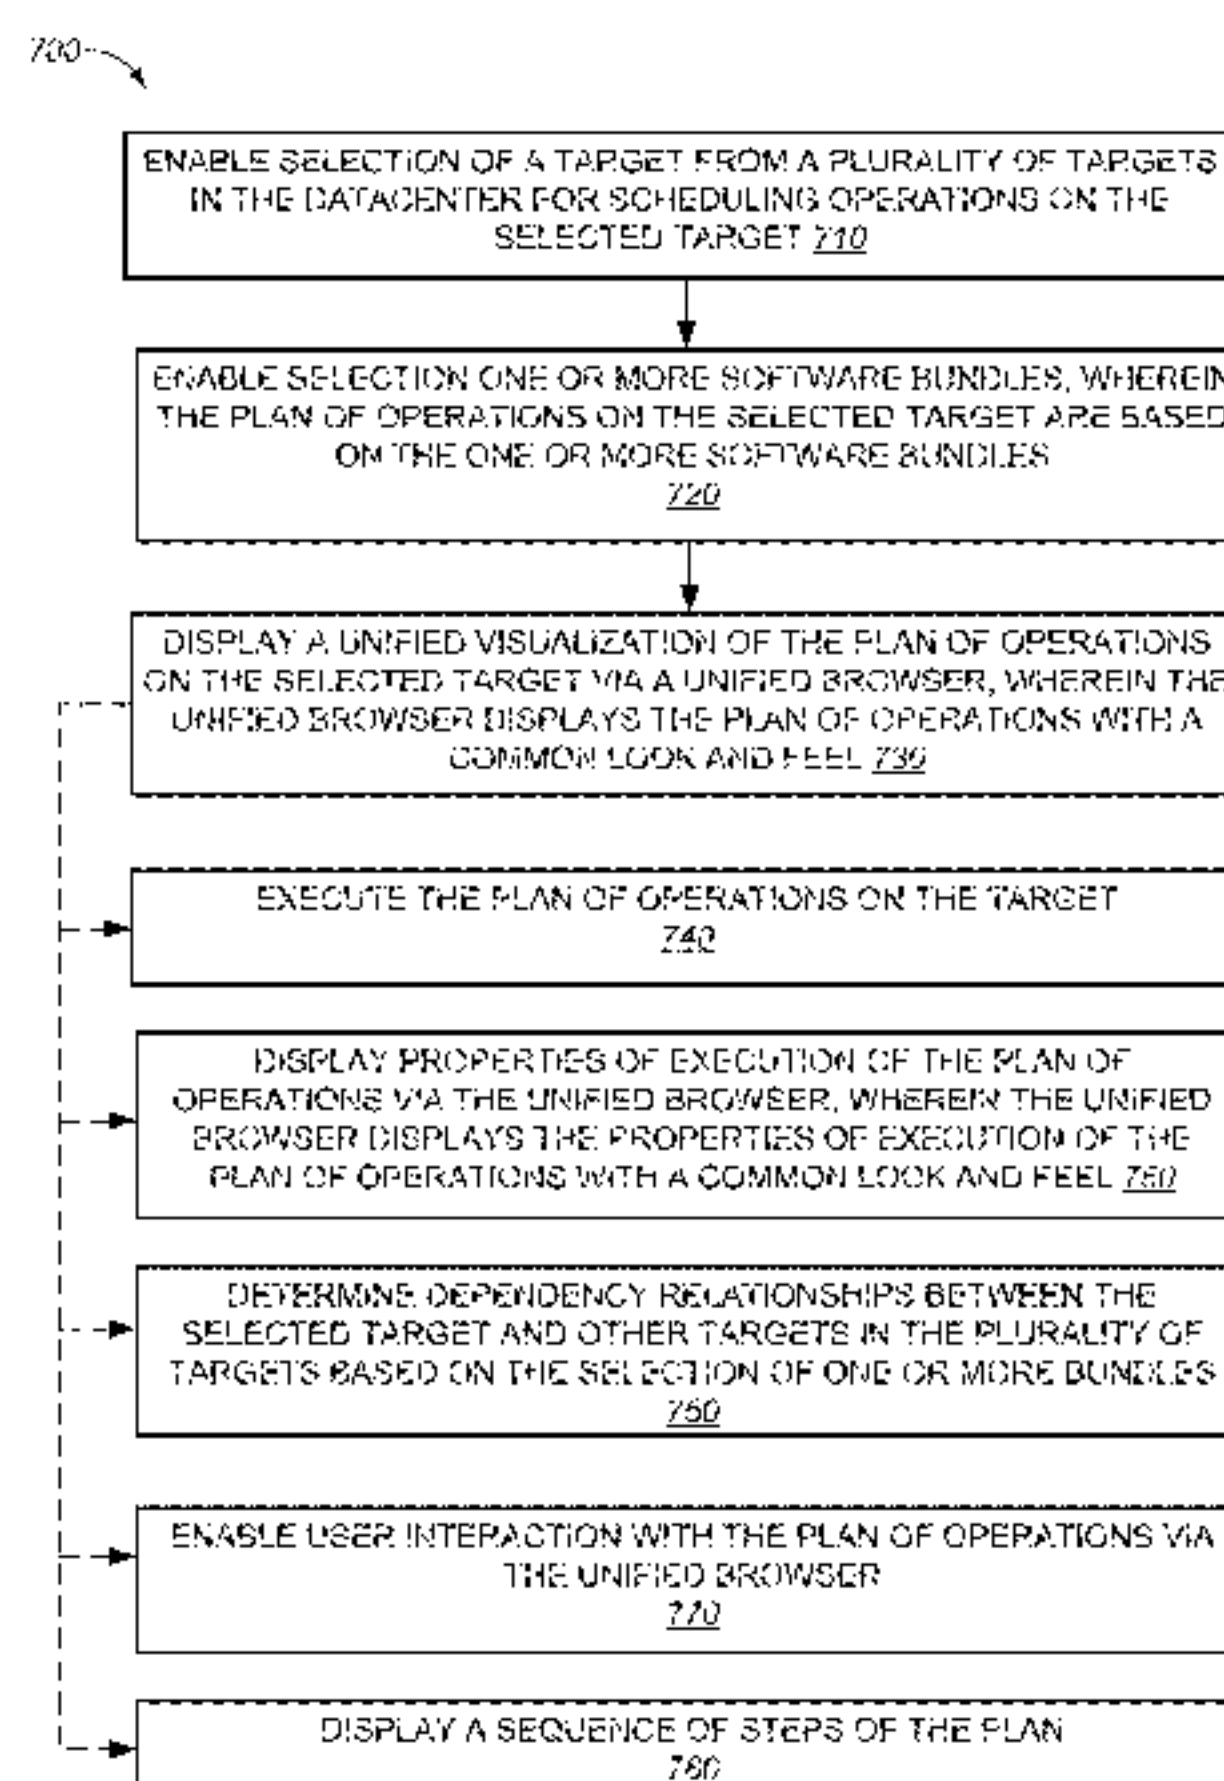 700
ENABLE SELECTION OF A TARGET FROM A PLURALITY OF TARGETS
IN THE DATACENTER FOR SCHEDULING OPERATIONS ON THE
SELECTED TARGET 710
ENABLE SELECTION ONE OR MORE SOFTWARE BUNDLES, WHEREIN
THE PLAN OF OPERATIONS ON THE SELECTED TARGET ARE BASED
ON THE ONE OR MORE SOFTWARE BUNDLES
720
DISPLAY A UNIFIED VISUALIZATION OF THE PLAN OF OPERATIONS
ON THE SELECTED TARGET VIA A UNIFIED BROWSER, WHEREIN THE
UNIFIED BROWSER DISPLAYS THE PLAN OF OPERATIONS WITH A
COMMON LOOK AND FEEL 730
EXECUTE THE PLAN OF OPERATIONS ON THE TARGET
740
DISPLAY PROPERTIES OF EXECUTION OF THE PLAN OF
OPERATIONS VIA THE UNIFIED BROWSER, WHEREIN THE UNIFIED
BROWSER DISPLAYS THE PROPERTIES OF EXECUTION OF THE
PLAN OF OPERATIONS WITH A COMMON LOOK AND FEEL 750
DETERMINE DEPENDENCY RELATIONSHIPS BETWEEN THE
SELECTED TARGET AND OTHER TARGETS IN THE PLURALITY OF
TARGETS BASED ON THE SELECTION OF ONE OR MORE BUNDLES
760
ENABLE USER INTERACTION WITH THE PLAN OF OPERATIONS VIA
THE UNIFIED BROWSER
770
DISPLAY A SEQUENCE OF STEPS OF THE PLAN
780